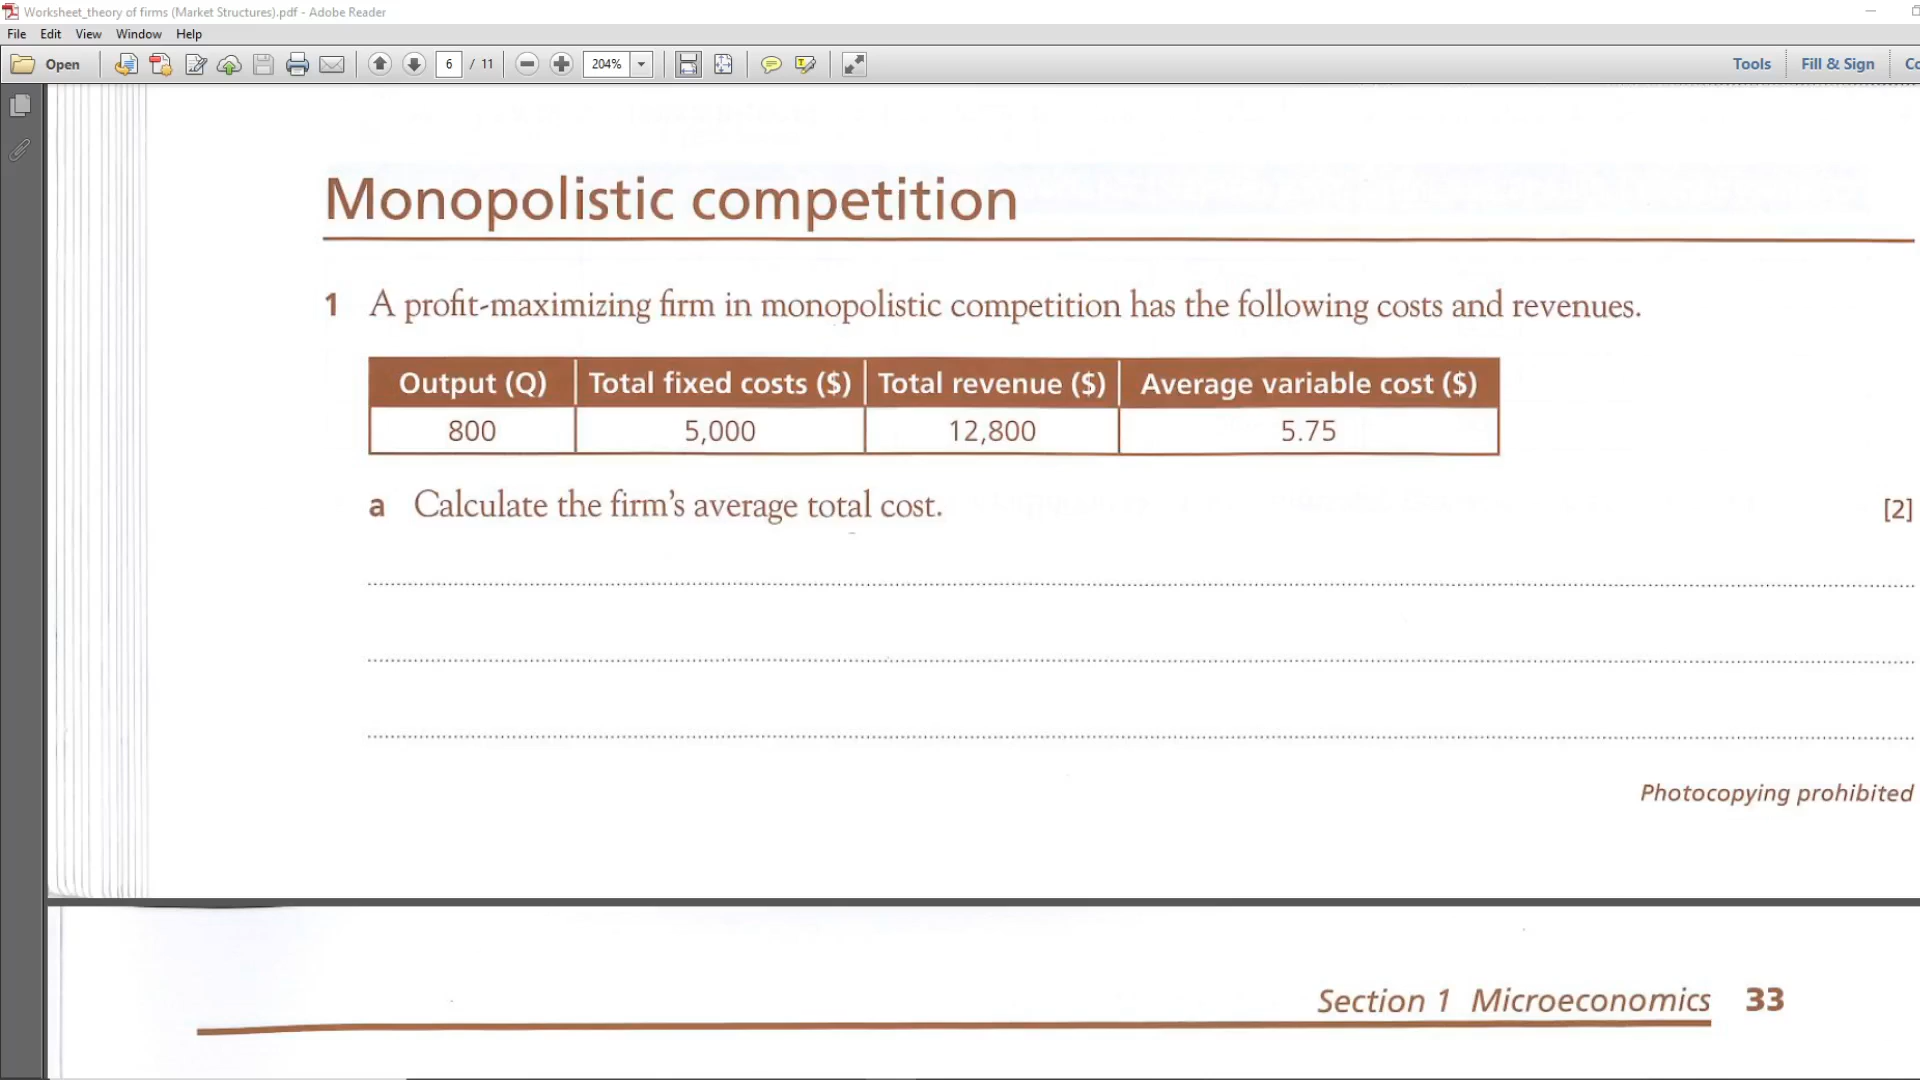 Worksheet_theory of firms (Market Structures).pdf - Adobe Reader
File Edit View Window Help
Open 6 / 11 204% Tools Fill & Sign
Monopolistic competition
1 A profit-maximizing firm in monopolistic competition has the following costs and revenues.
Output (Q) Total fixed costs ($) Total revenue ($) Average variable cost ($)
800 5,000 12,800 5.75
a Calculate the firm's average total cost. [2]
Photocopying prohibited
Section 1 Microeconomics 33